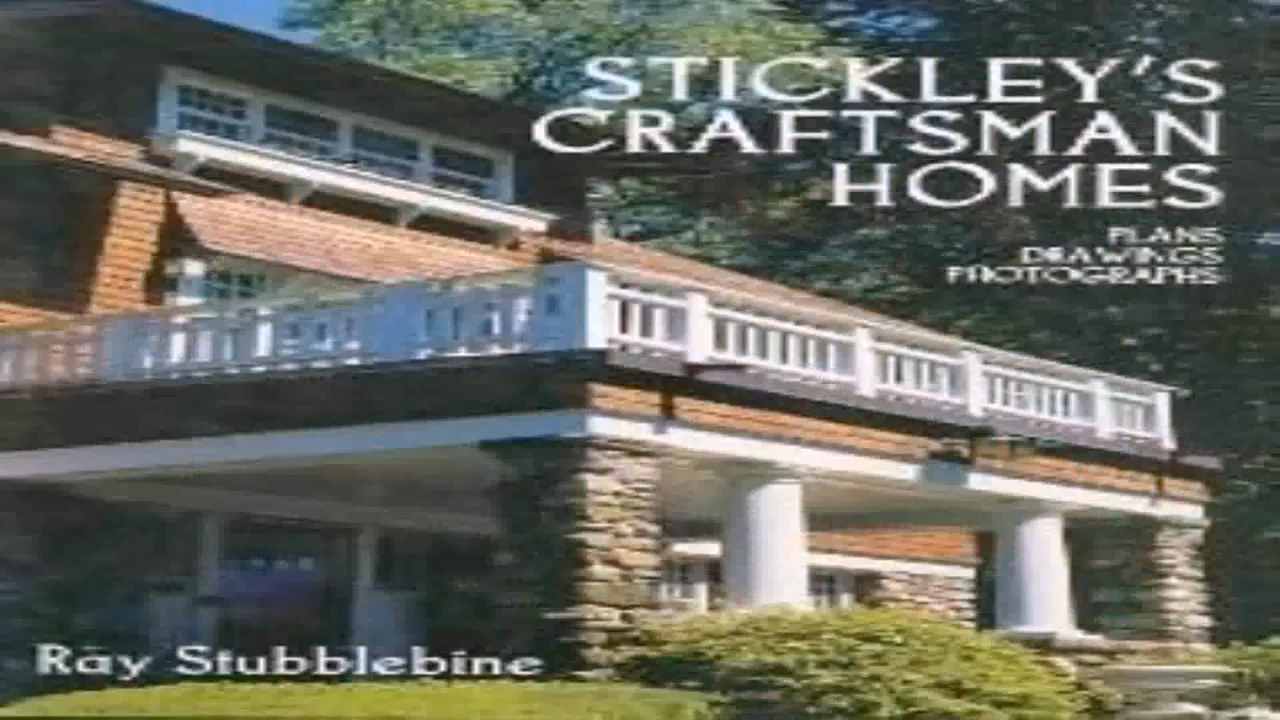 STICKLEY'S
CRAFTSMAN
HOMES
PLANS
DRAWINGS
PHOTOGRAPHS
Ray Stubblebine